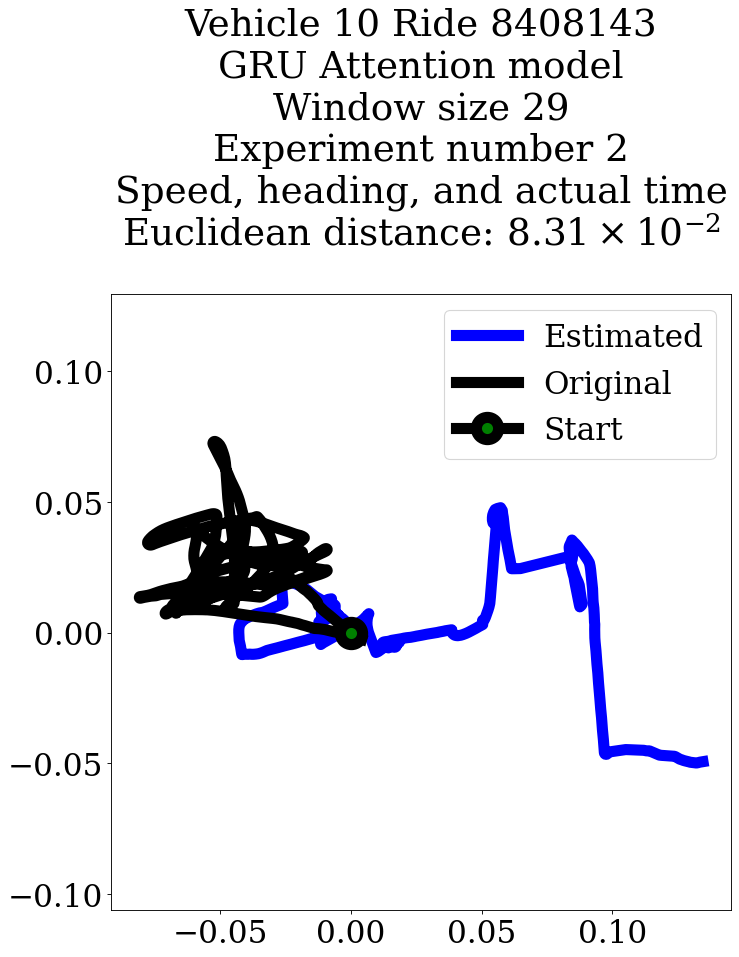 Vehicle 10 Ride 8408143
GRU Attention model
Window size 29
Experiment number 2
Speed, heading, and actual time
Euclidean distance: 8.31 × 10⁻²
Estimated
Original
Start
0.10
0.05
0.00
−0.05
−0.10
−0.05 0.00 0.05 0.10